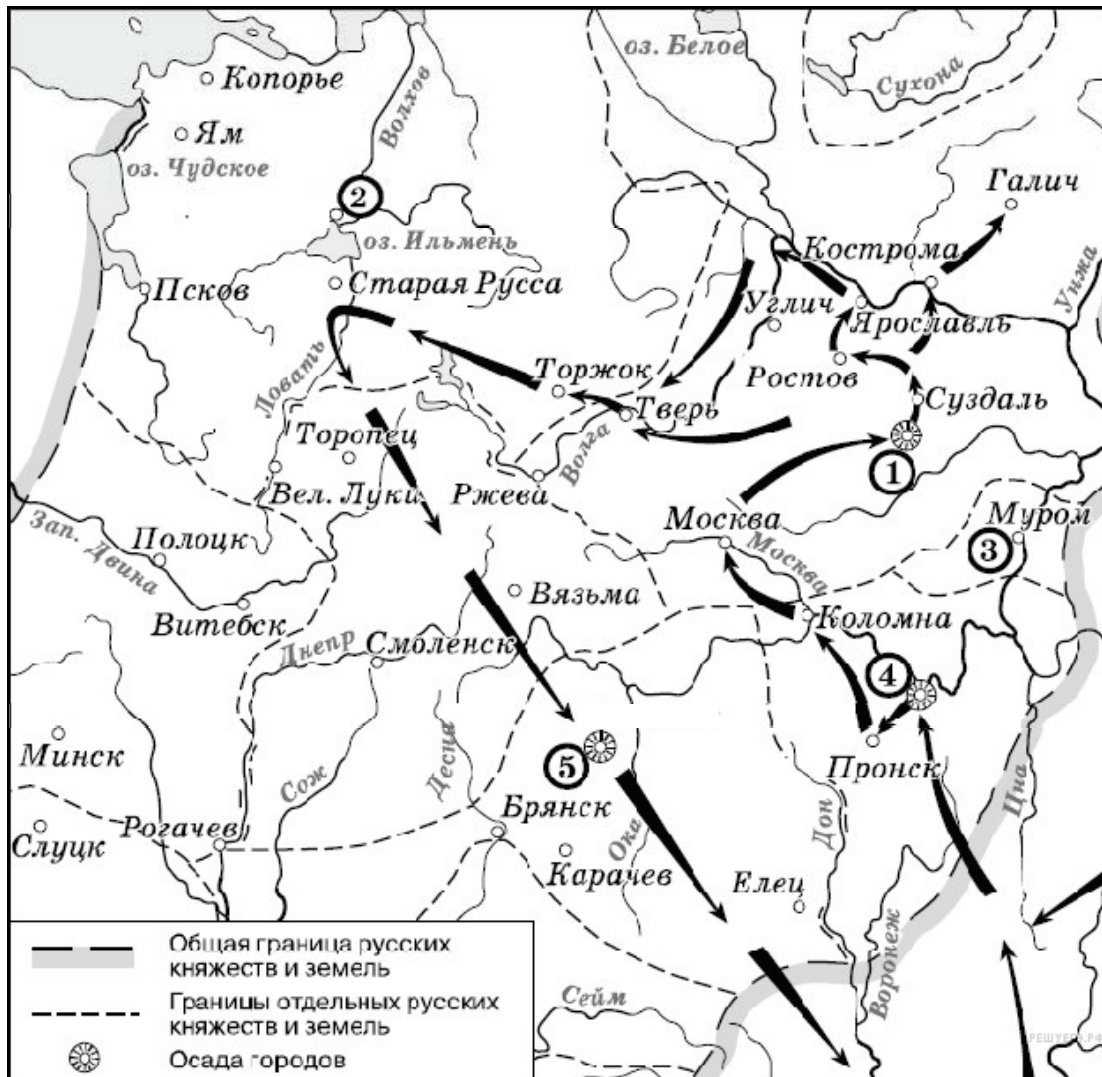 оз. Белое
Сухона
Копорье
Волхов
Ям
оз. Чудское
2
Галич
оз. Ильмень
Кострома
Псков
Старая Русса
Углич
Ярославль
Унжа
Ловать
Торжок
Ростов
Тверь
Суздаль
Торопец
Волга
1
Вел. Луки
Ржева
Москва
Муром
Зап. Двина
Полоцк
Москва
3
Вязьма
Витебск
Коломна
Днепр
Смоленск
4
Минск
5
Пронск
Сож
Десна
Цна
Брянск
Слуцк
Рогачев
Ока
Дон
Карачев
Елец
Воронеж
Сейм
Общая граница русских
княжеств и земель
Границы отдельных русских
княжеств и земель
Осада городов
РЕШУЕГЭ.РФ